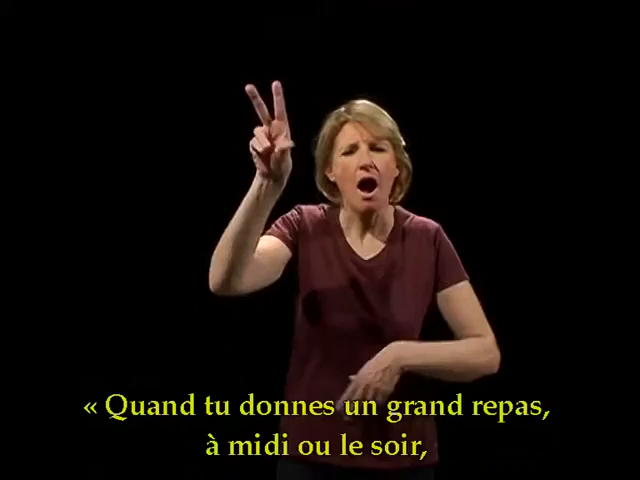 « Quand tu donnes un grand repas,
à midi ou le soir,